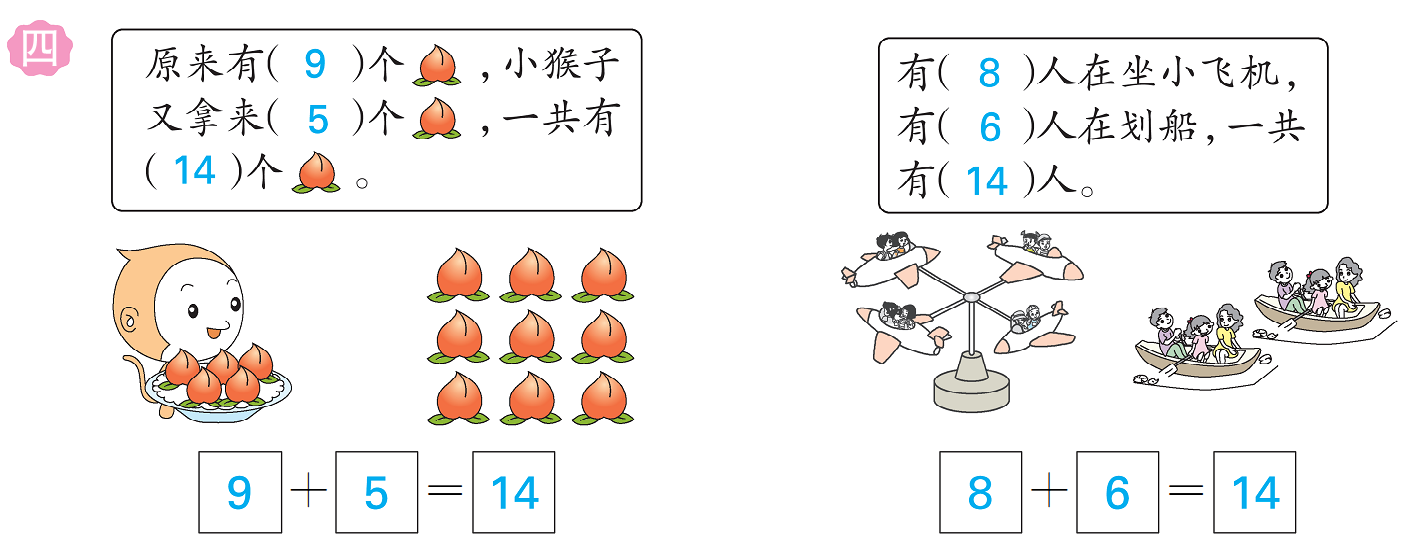 四
原来有( 9 )个 ,小猴子
又拿来( 5 )个 ,一共有
( 14 )个 。
有( 8 )人在坐小飞机,
有( 6 )人在划船,一共
有( 14 )人。
9 + 5 = 14
8 + 6 = 14